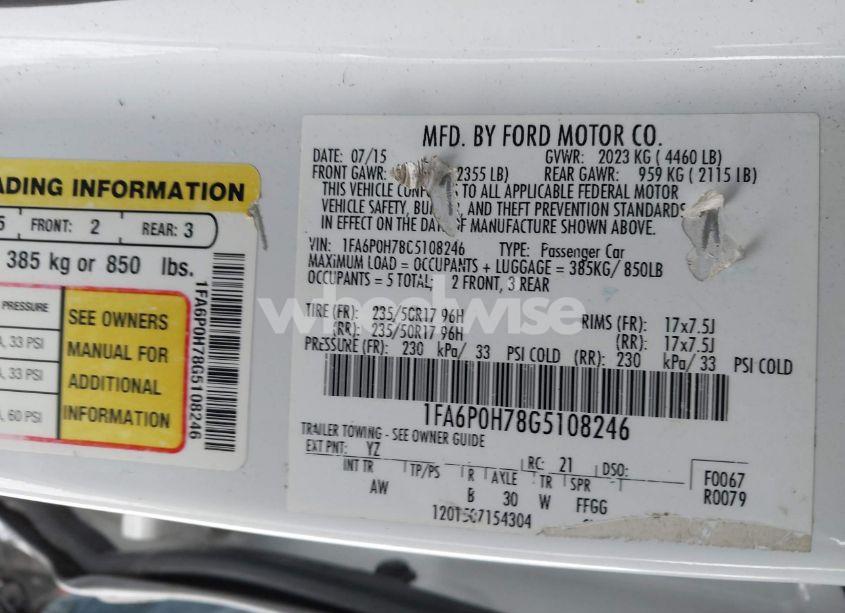 ADING INFORMATION
5 FRONT: 2 REAR: 3
385 kg or 850 lbs.
PRESSURE
SEE OWNERS
MANUAL FOR
ADDITIONAL
INFORMATION
, 33 PSI
, 33 PSI
, 60 PSI
1FA6P0H78G5108246
MFD. BY FORD MOTOR CO.
DATE: 07/15 GVWR: 2023 KG ( 4460 LB)
FRONT GAWR: 2355 LB) REAR GAWR: 959 KG ( 2115 LB)
THIS VEHICLE CONF TO ALL APPLICABLE FEDERAL MOTOR
VEHICLE SAFETY, BU , AND THEFT PREVENTION STANDARDS
IN EFFECT ON THE DATE OF MANUFACTURE SHOWN ABOVE.
VIN: 1FA6P0H78G5108246 TYPE: Passenger Car
MAXIMUM LOAD = OCCUPANTS + LUGGAGE = 385KG/ 850LB
OCCUPANTS = 5 TOTAL; 2 FRONT, 3 REAR
wheelwise
TIRE (FR): 235/50R17 96H RIMS (FR): 17x7.5J
(RR): 235/50R17 96H (RR): 17x7.5J
PRESSURE (FR): 230 kPa/ 33 PSI COLD (RR): 230 kPa/ 33 PSI COLD
1FA6P0H78G5108246
TRAILER TOWING - SEE OWNER GUIDE
EXT PNT: YZ RC: 21 DSO: F0067
INT TR TP/PS R AXLE TR SPR R0079
AW B 30 W FFGG